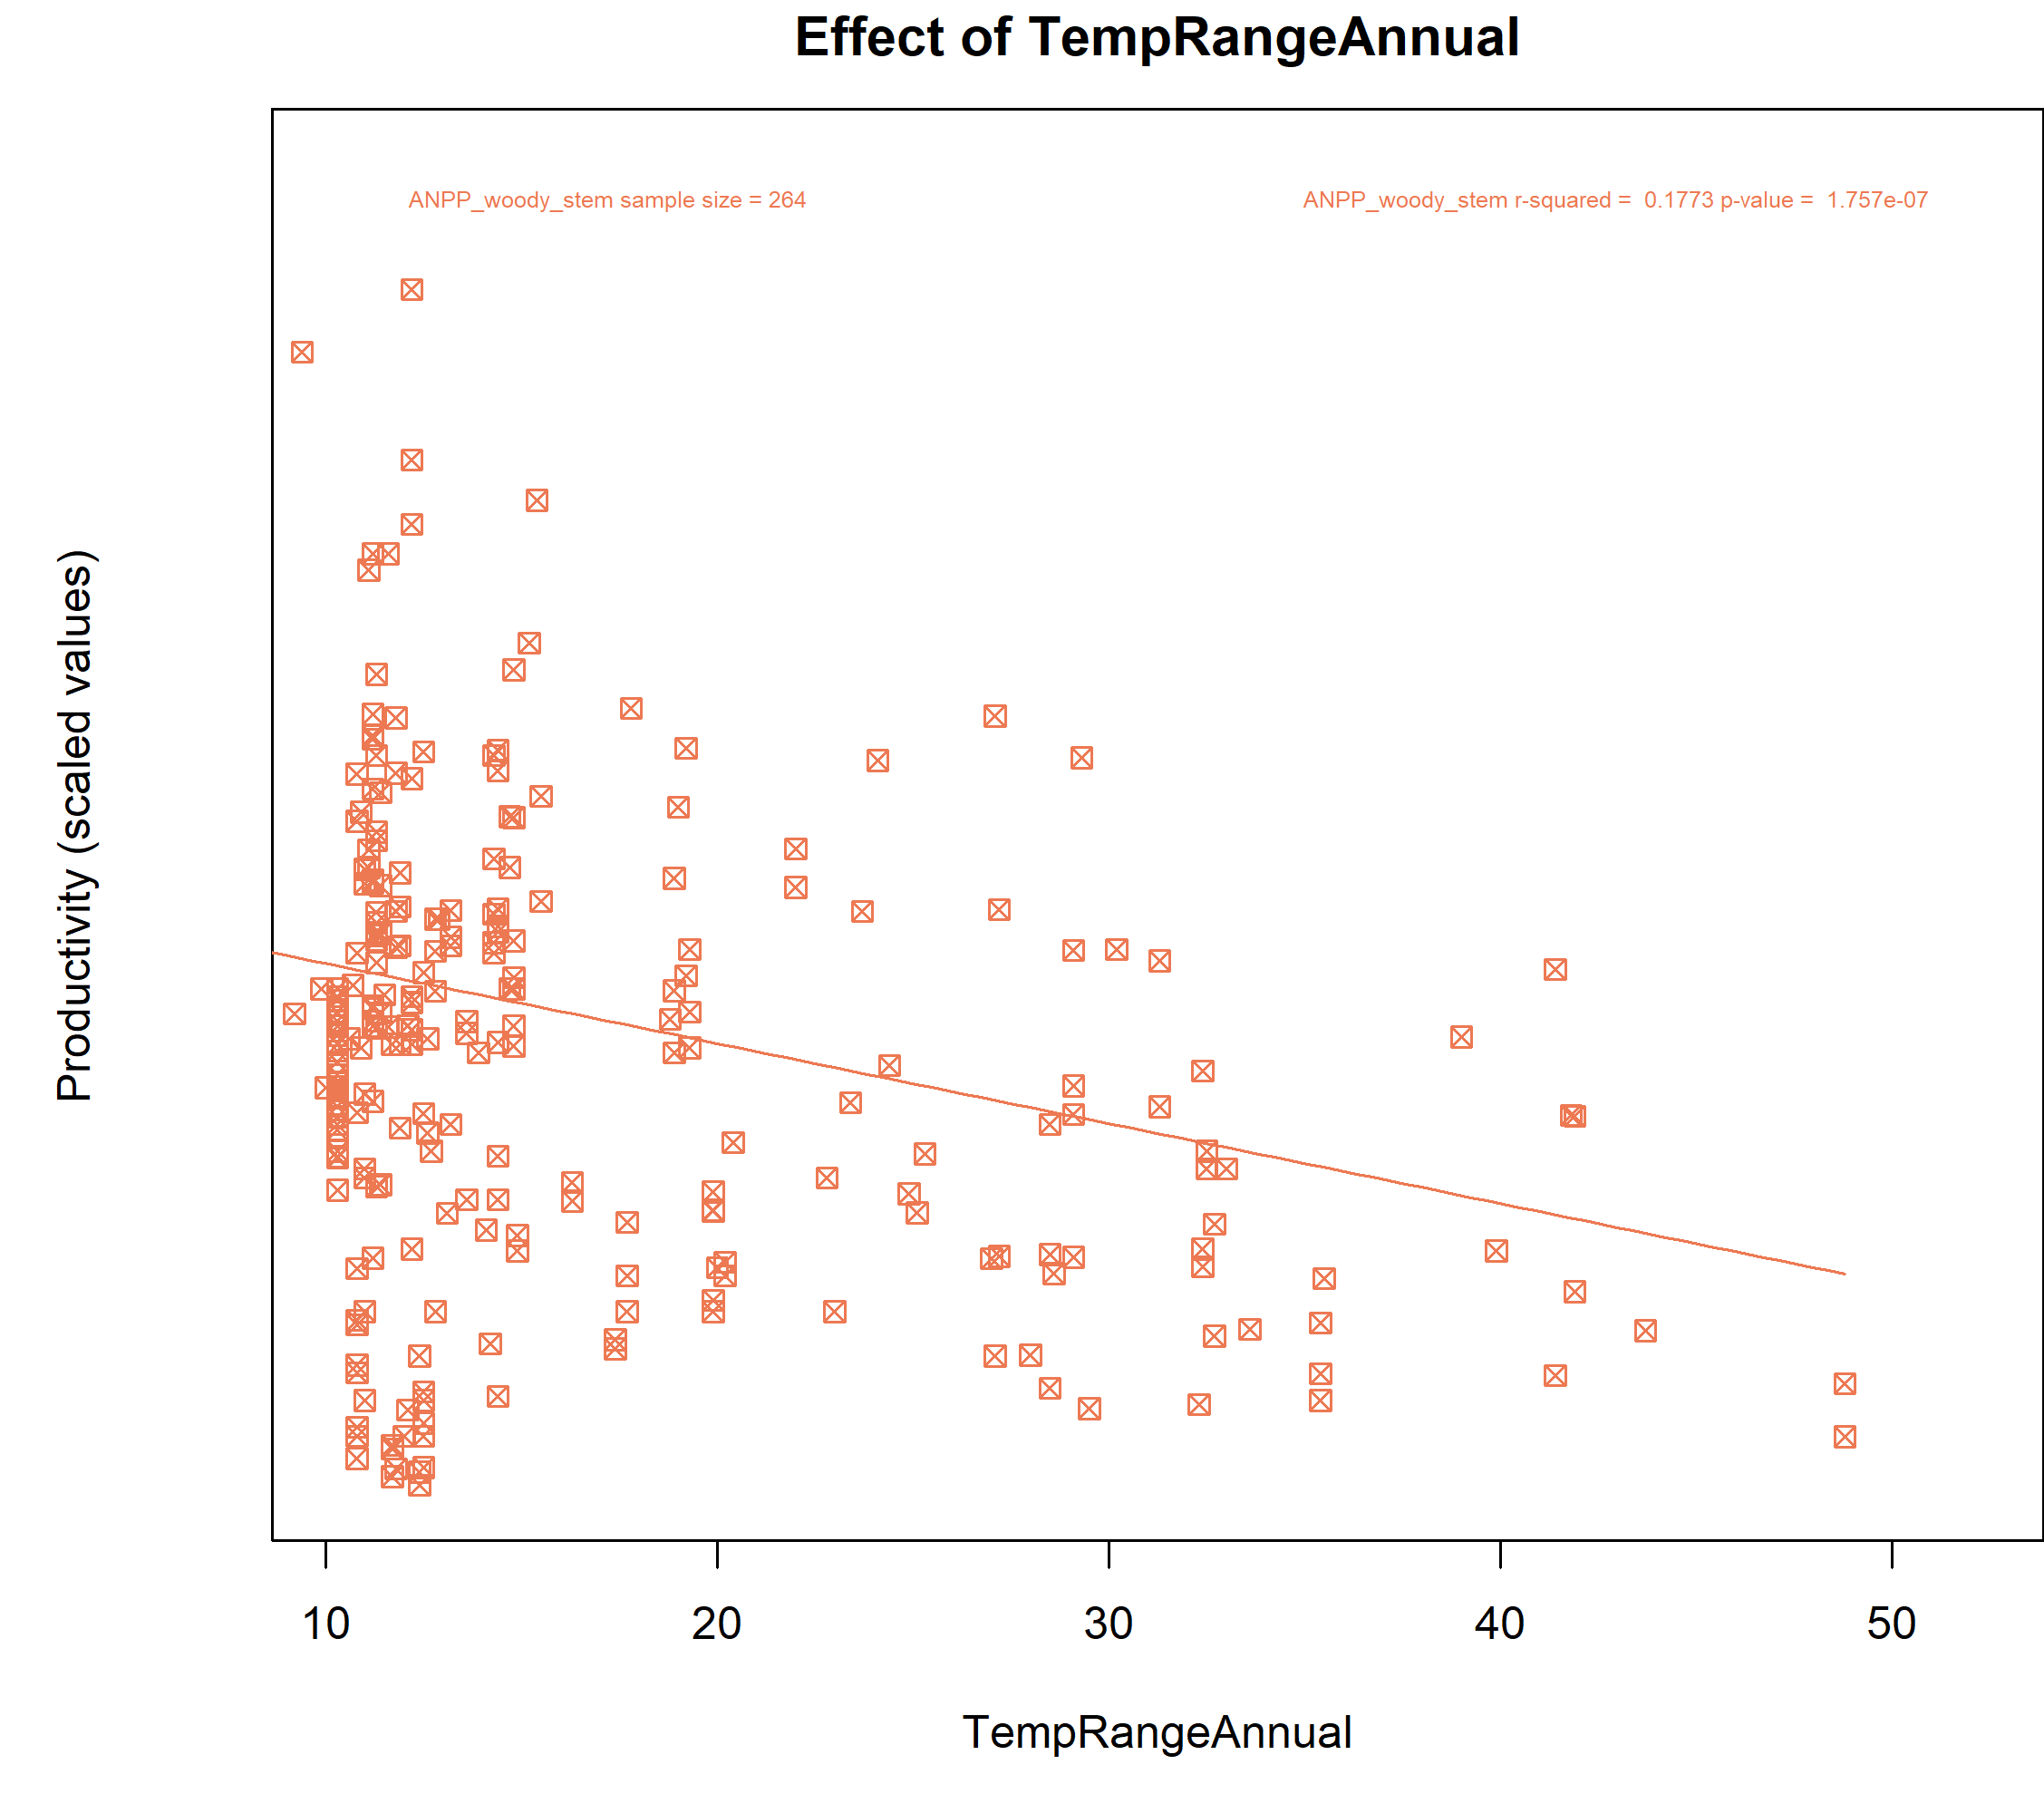 Effect of TempRangeAnnual
ANPP_woody_stem sample size = 264
ANPP_woody_stem r-squared =  0.1773 p-value =  1.757e-07
Productivity (scaled values)
10 20 30 40 50
TempRangeAnnual